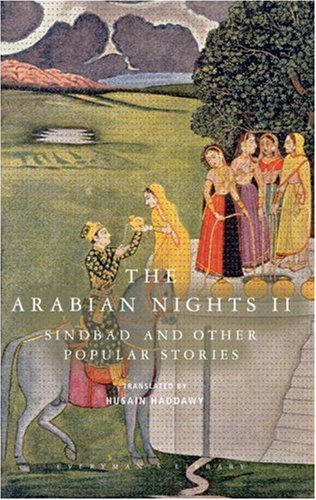 THE
ARABIAN NIGHTS II
SINDBAD AND OTHER
POPULAR STORIES
TRANSLATED BY
HUSAIN HADDAWY
EVERYMAN'S LIBRARY